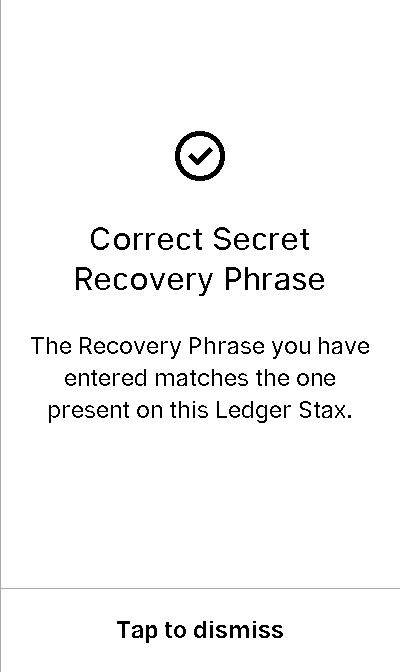 Correct Secret
Recovery Phrase
The Recovery Phrase you have
entered matches the one
present on this Ledger Stax.
Tap to dismiss